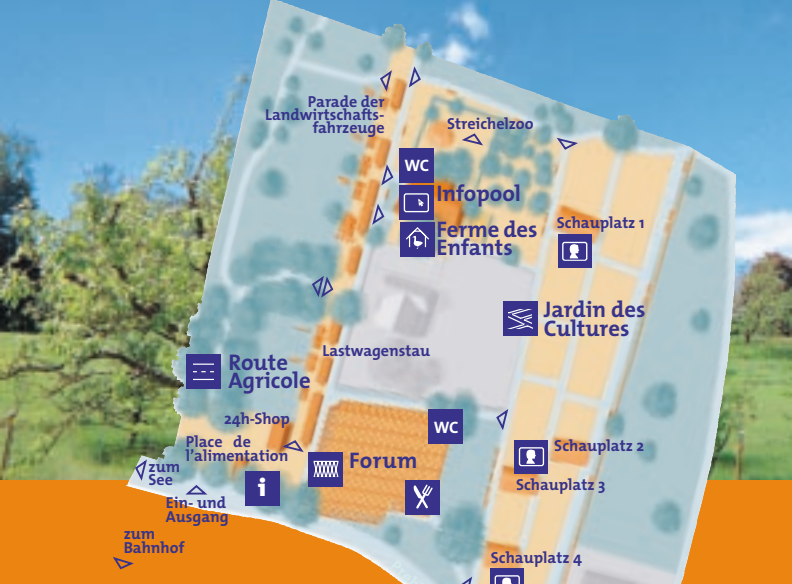 Parade der
Landwirtschafts-
fahrzeuge
Streichelzoo
WC
Infopool
Ferme des
Enfants
Schauplatz 1
Jardin des
Cultures
Lastwagenstau
Route
Agricole
24h-Shop
Place de
l'alimentation
WC
Forum
Schauplatz 2
Schauplatz 3
zum
See
i
Ein- und
Ausgang
zum
Bahnhof
Schauplatz 4